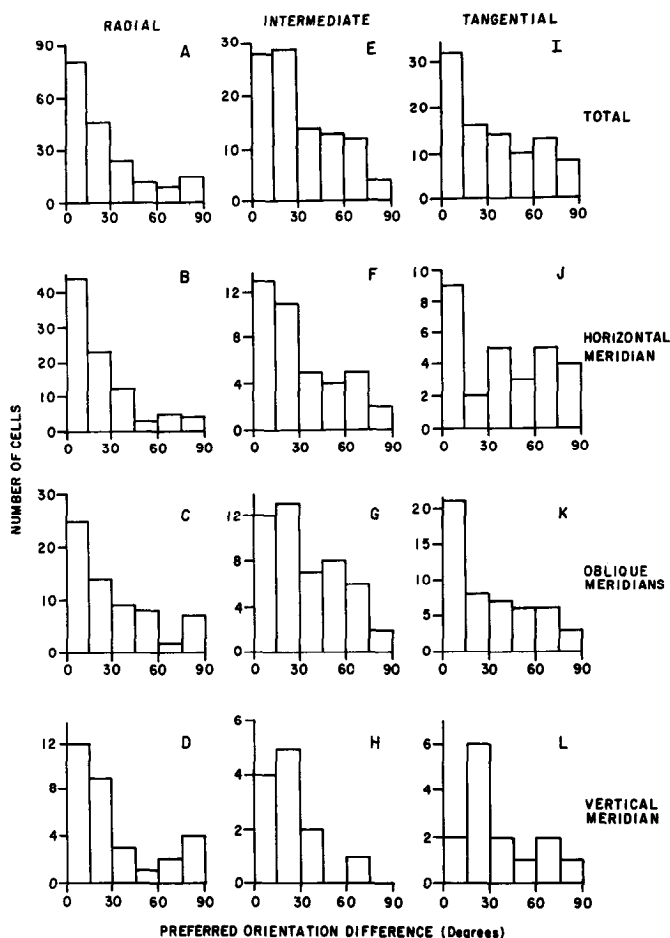 RADIAL INTERMEDIATE TANGENTIAL
90 A 30 E I
30
60 20 20 TOTAL
30 10 10
0 0 0
0 30 60 90 0 30 60 90 0 30 60 90
B F 10 J
40 12 8
30 8 6 HORIZONTAL
MERIDIAN
20 4
10 4 2
0 0 0
0 30 60 90 0 30 60 90 0 30 60 90
NUMBER OF CELLS
30 C 12 G 20 K
20 8 15 OBLIQUE
MERIDIANS
10
10 4 5
0 0 0
0 30 60 90 0 30 60 90 0 30 60 90
12 D 6 H 6 L
8 4 4 VERTICAL
MERIDIAN
4 2 2
0 0 0
0 30 60 90 0 30 60 90 0 30 60 90
PREFERRED ORIENTATION DIFFERENCE (Degrees)